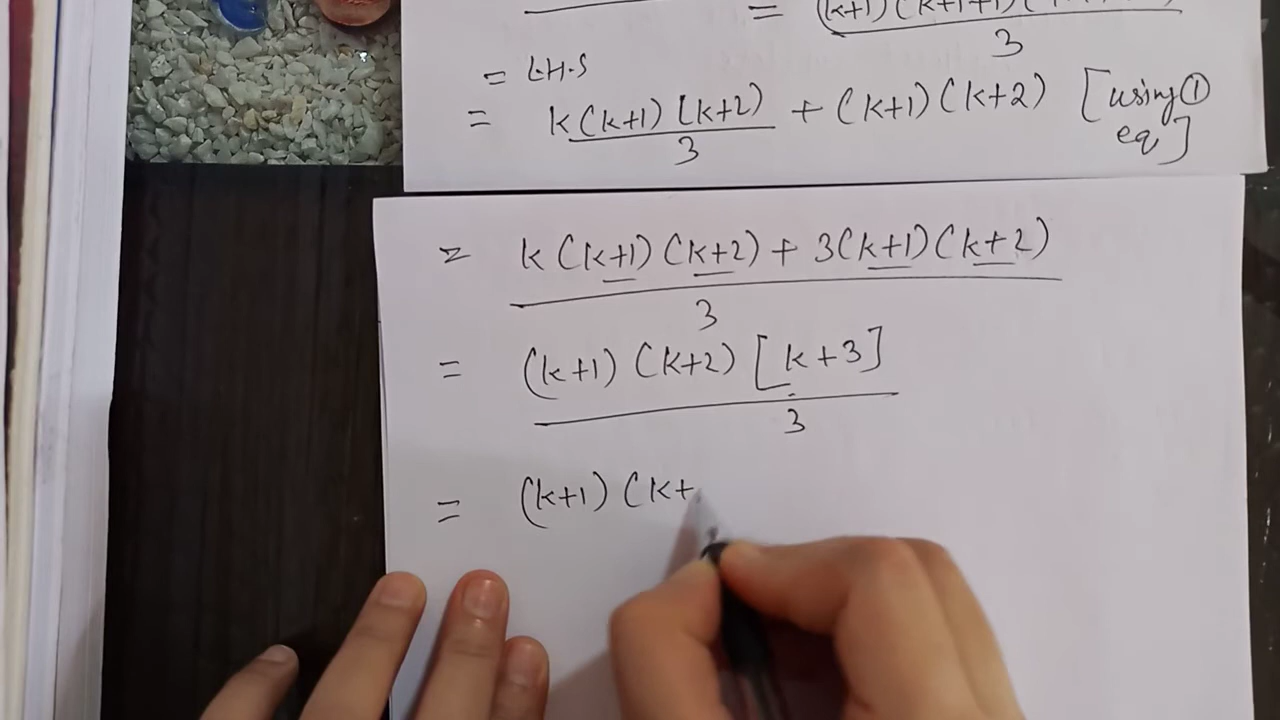 = (k+1)(k+1+1)(
3
= L.H.S
= k(k+1)(k+2) + (k+1)(k+2) [using ①
3 eq]
= k(k+1)(k+2) + 3(k+1)(k+2)
3
= (k+1)(k+2)[k+3]
3
= (k+1)(k+